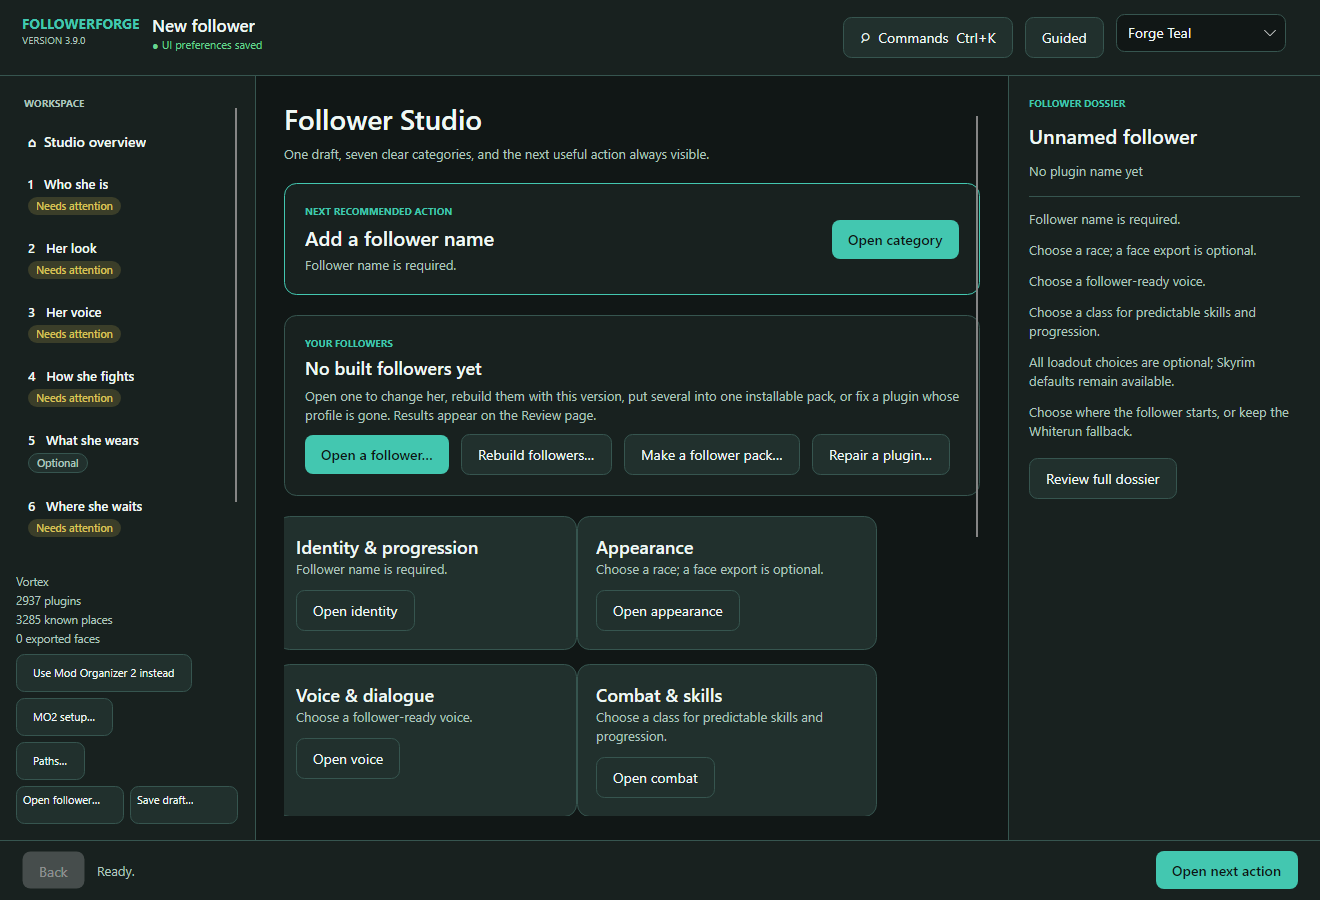 FOLLOWERFORGE
VERSION 3.9.0
New follower
● UI preferences saved
Commands Ctrl+K
Guided
Forge Teal
WORKSPACE
Studio overview
1 Who she is
Needs attention
2 Her look
Needs attention
3 Her voice
Needs attention
4 How she fights
Needs attention
5 What she wears
Optional
6 Where she waits
Needs attention
Vortex
2937 plugins
3285 known places
0 exported faces
Use Mod Organizer 2 instead
MO2 setup...
Paths...
Open follower...
Save draft...
Follower Studio
One draft, seven clear categories, and the next useful action always visible.
NEXT RECOMMENDED ACTION
Add a follower name
Follower name is required.
Open category
YOUR FOLLOWERS
No built followers yet
Open one to change her, rebuild them with this version, put several into one installable pack, or fix a plugin whose
profile is gone. Results appear on the Review page.
Open a follower...
Rebuild followers...
Make a follower pack...
Repair a plugin...
Identity & progression
Follower name is required.
Open identity
Appearance
Choose a race; a face export is optional.
Open appearance
Voice & dialogue
Choose a follower-ready voice.
Open voice
Combat & skills
Choose a class for predictable skills and
progression.
Open combat
FOLLOWER DOSSIER
Unnamed follower
No plugin name yet
Follower name is required.
Choose a race; a face export is optional.
Choose a follower-ready voice.
Choose a class for predictable skills and
progression.
All loadout choices are optional; Skyrim
defaults remain available.
Choose where the follower starts, or keep the
Whiterun fallback.
Review full dossier
Back
Ready.
Open next action